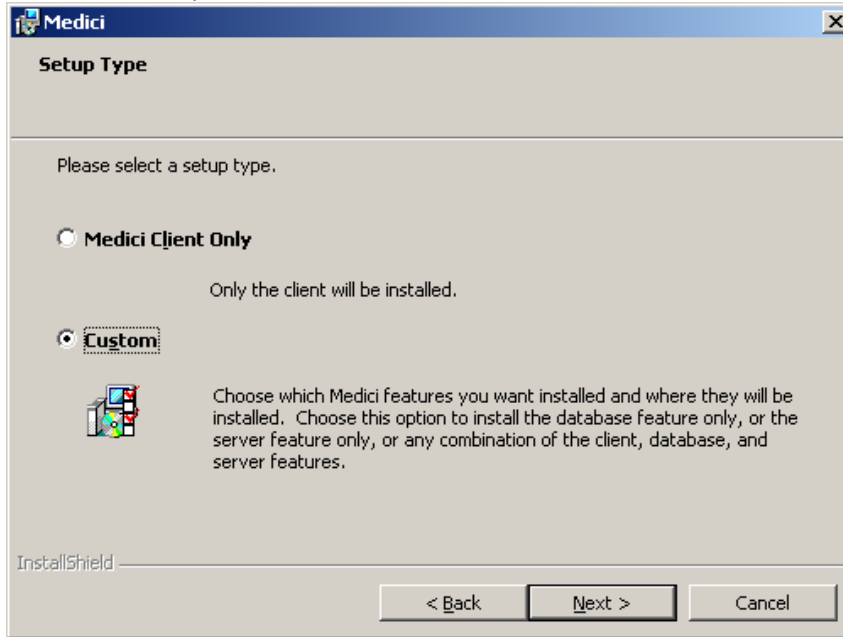 Medici
Setup Type
Please select a setup type.
Medici Client Only
Only the client will be installed.
Custom
Choose which Medici features you want installed and where they will be
installed. Choose this option to install the database feature only, or the
server feature only, or any combination of the client, database, and
server features.
InstallShield
< Back Next > Cancel